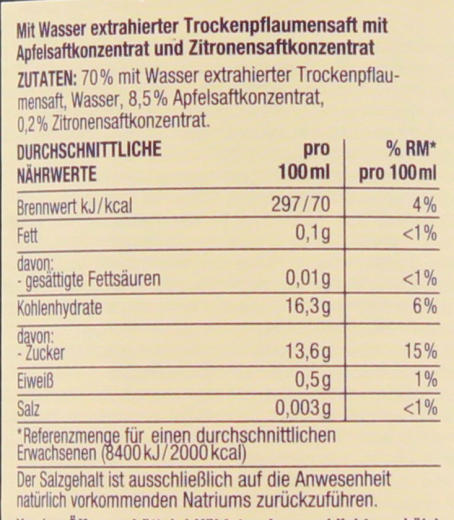 Mit Wasser extrahierter Trockenpflaumensaft mit
Apfelsaftkonzentrat und Zitronensaftkonzentrat
ZUTATEN: 70% mit Wasser extrahierter Trockenpflau-
mensaft, Wasser, 8,5% Apfelsaftkonzentrat,
0,2% Zitronensaftkonzentrat.
DURCHSCHNITTLICHE pro % RM*
NÄHRWERTE 100 ml pro 100 ml
Brennwert kJ/kcal 297/70 4%
Fett 0,1g <1%
davon:
- gesättigte Fettsäuren 0,01g <1%
Kohlenhydrate 16,3g 6%
davon:
- Zucker 13,6g 15%
Eiweiß 0,5g 1%
Salz 0,003g <1%
*Referenzmenge für einen durchschnittlichen
Erwachsenen (8400 kJ/2000 kcal)
Der Salzgehalt ist ausschließlich auf die Anwesenheit
natürlich vorkommenden Natriums zurückzuführen.